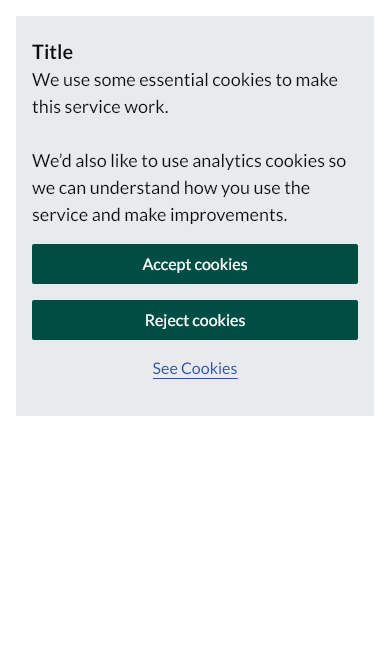 Title
We use some essential cookies to make
this service work.
We’d also like to use analytics cookies so
we can understand how you use the
service and make improvements.
Accept cookies
Reject cookies
See Cookies